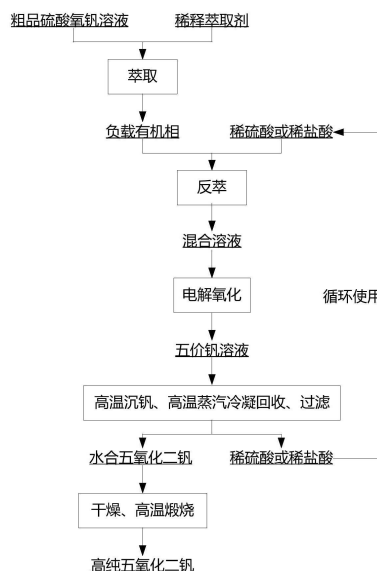 粗品硫酸氧钒溶液 稀释萃取剂
萃取
负载有机相 稀硫酸或稀盐酸
反萃
混合溶液
电解氧化 循环使用
五价钒溶液
高温沉钒、高温蒸汽冷凝回收、过滤
水合五氧化二钒 稀硫酸或稀盐酸
干燥、高温煅烧
高纯五氧化二钒